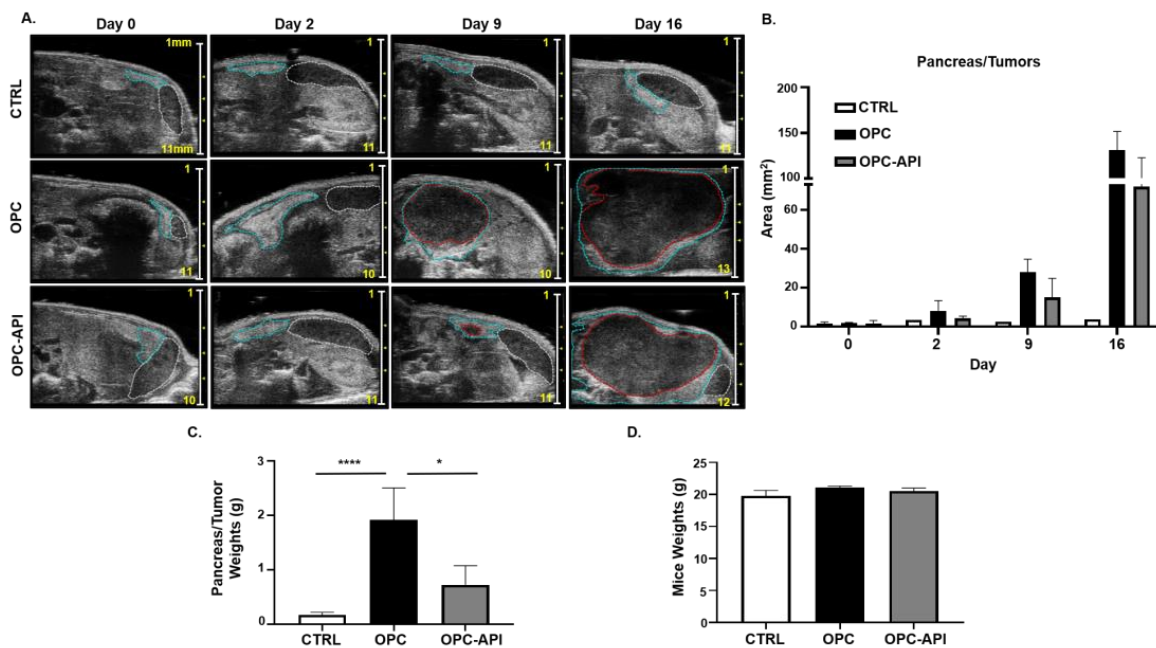 A.
Day 0 Day 2 Day 9 Day 16
CTRL
1mm 1 1 1
11mm 11 11 11
OPC
1 1 1 1
11 10 10 13
OPC-API
1 1 1 1
10 11 11 12
B.
Pancreas/Tumors
CTRL
OPC
OPC-API
Area (mm²)
200
150
100
60
40
20
0
0 2 9 16
Day
C.
Pancreas/Tumor
Weights (g)
**** *
3
2
1
0
CTRL OPC OPC-API
D.
Mice Weights (g)
25
20
15
10
5
0
CTRL OPC OPC-API